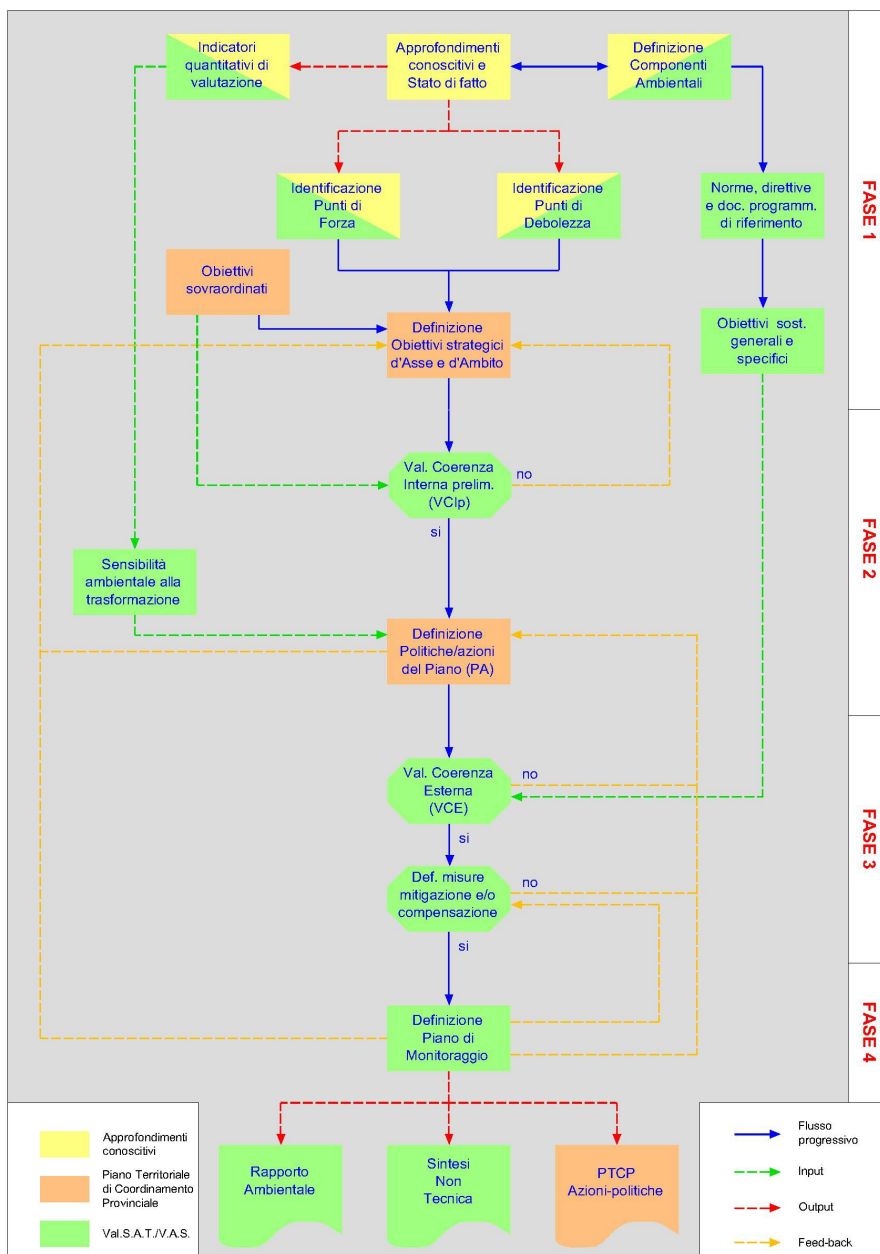 Indicatori
quantitativi di
valutazione
Approfondimenti
conoscitivi e
Stato di fatto
Definizione
Componenti
Ambientali
Identificazione
Punti di
Forza
Identificazione
Punti di
Debolezza
Norme, direttive
e doc. programm.
di riferimento
FASE 1
Obiettivi
sovraordinati
Definizione
Obiettivi strategici
d'Asse e d'Ambito
Obiettivi sost.
generali e
specifici
Val. Coerenza
Interna prelim.
(VCIp)
no
si
FASE 2
Sensibilità
ambientale alla
trasformazione
Definizione
Politiche/azioni
del Piano (PA)
Val. Coerenza
Esterna
(VCE)
no
si
FASE 3
Def. misure
mitigazione e/o
compensazione
no
si
Definizione
Piano di
Monitoraggio
FASE 4
Rapporto
Ambientale
Sintesi
Non
Tecnica
PTCP
Azioni-politiche
Approfondimenti
conoscitivi
Piano Territoriale
di Coordinamento
Provinciale
Val.S.A.T./V.A.S.
Flusso
progressivo
Input
Output
Feed-back